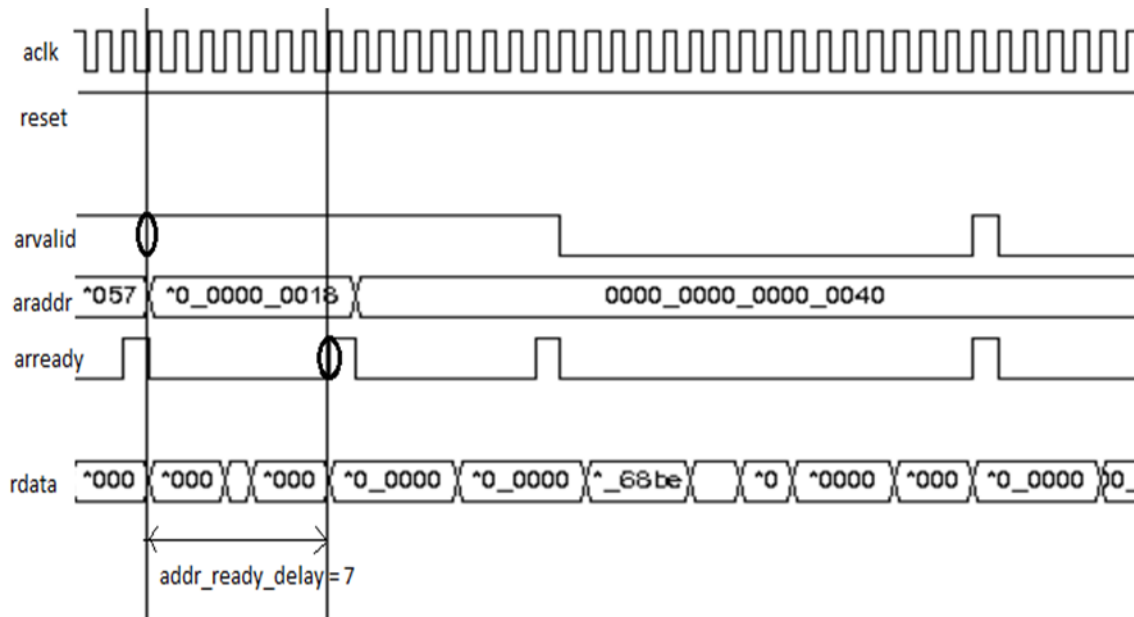 aclk
reset
arvalid
araddr ^057 ^0_0000_0018 0000_0000_0000_0040
arready
rdata ^000 ^000 ^000 ^0_0000 ^0_0000 ^_68be ^0 ^0000 ^000 ^0_0000 0_
addr_ready_delay = 7